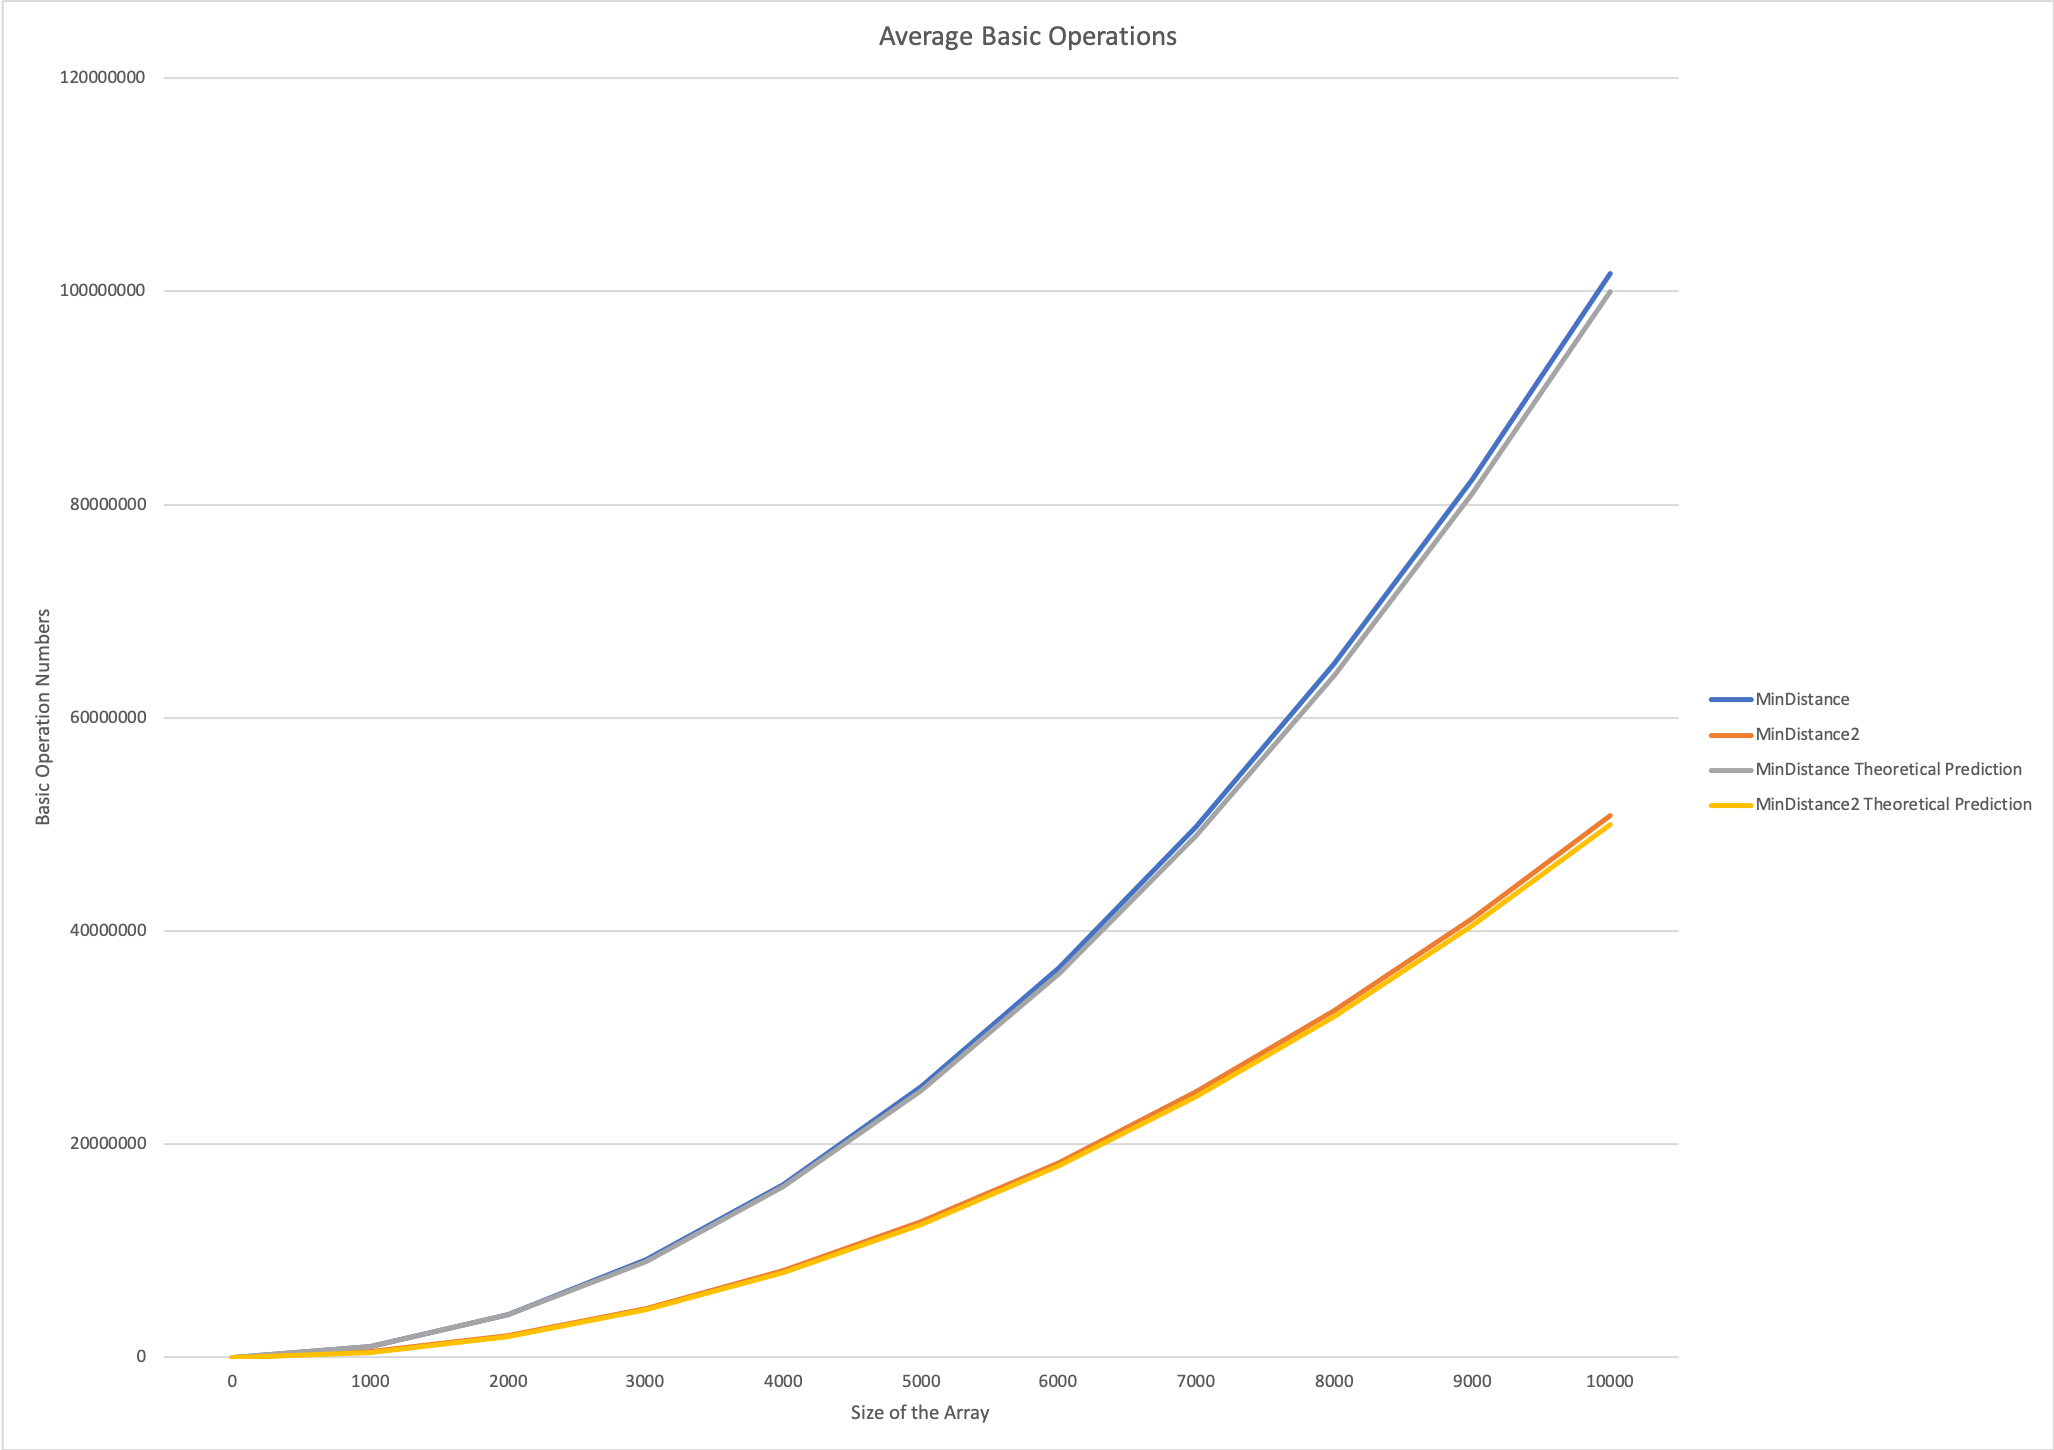 Average Basic Operations
120000000
100000000
80000000
60000000
40000000
20000000
0
Basic Operation Numbers
0 1000 2000 3000 4000 5000 6000 7000 8000 9000 10000
Size of the Array
MinDistance
MinDistance2
MinDistance Theoretical Prediction
MinDistance2 Theoretical Prediction